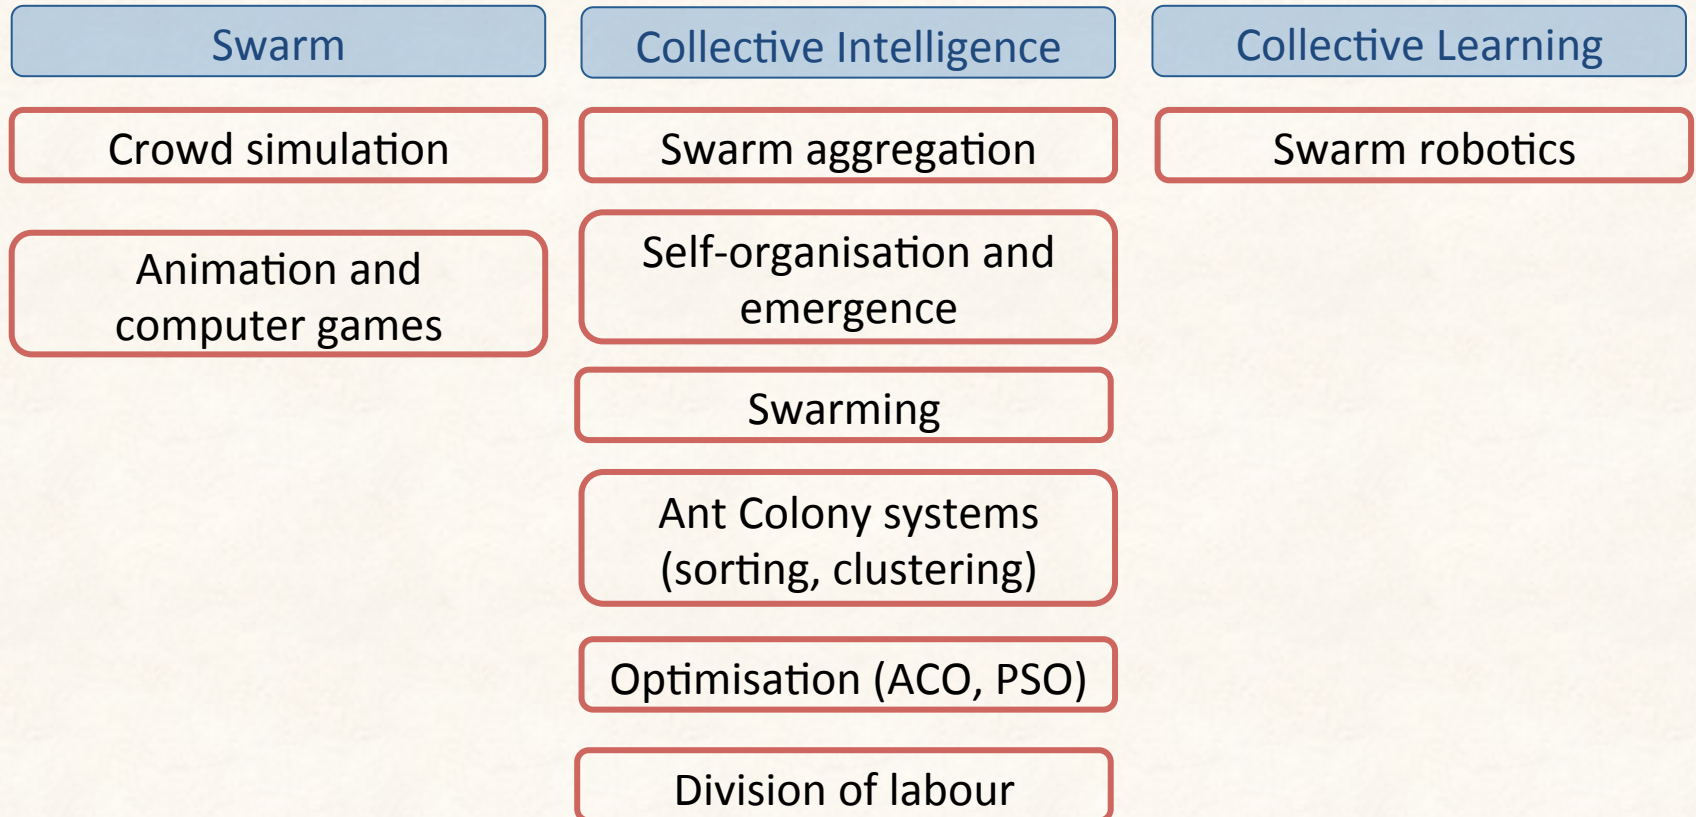 Swarm
Crowd simulation
Animation and
computer games
Collective Intelligence
Swarm aggregation
Self-organisation and
emergence
Swarming
Ant Colony systems
(sorting, clustering)
Optimisation (ACO, PSO)
Division of labour
Collective Learning
Swarm robotics